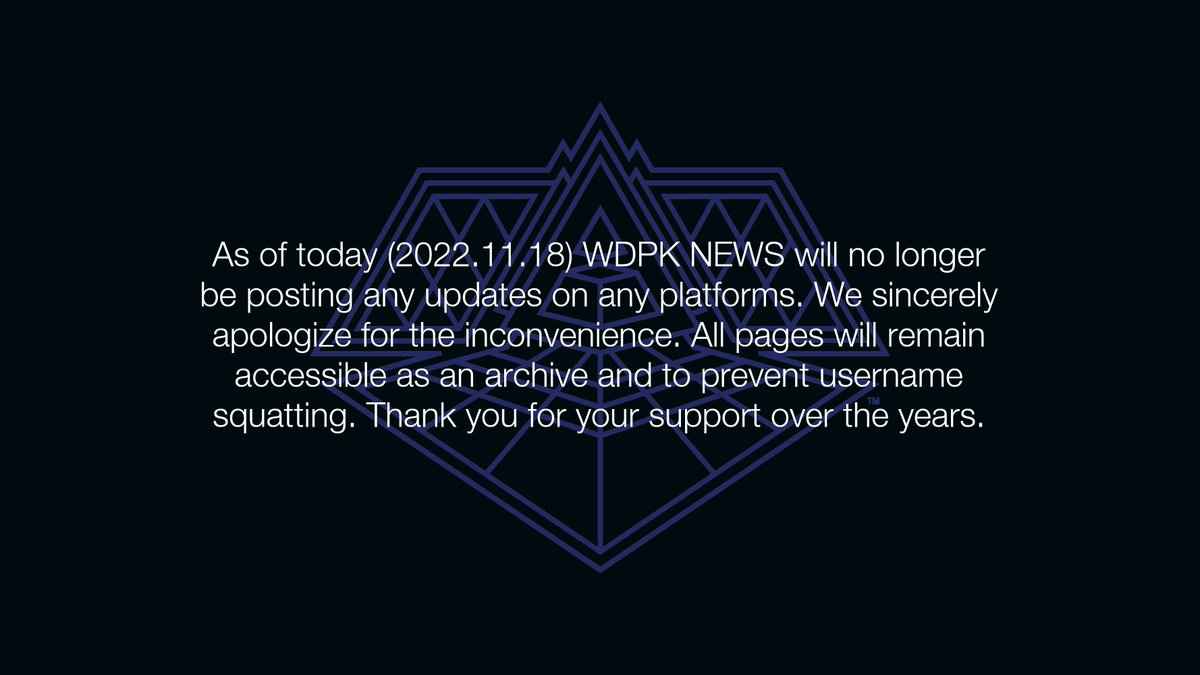 As of today (2022.11.18) WDPK NEWS will no longer
be posting any updates on any platforms. We sincerely
apologize for the inconvenience. All pages will remain
accessible as an archive and to prevent username
squatting. Thank you for your support over the years.
TM